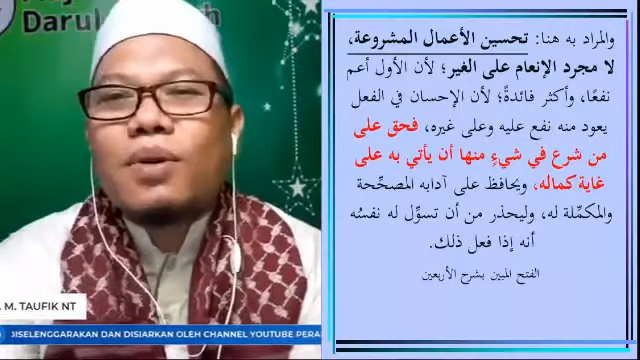 Darul
M. TAUFIK NT
DISELENGGARAKAN DAN DISIARKAN OLEH CHANNEL YOUTUBE PERA
والمراد به هنا: تحسين الأعمال المشروعة،
لا مجرد الإنعام على الغير؛ لأن الأول أعم
نفعًا، وأكثر فائدةً؛ لأن الإحسان في الفعل
يعود منه نفع عليه وعلى غيره، فحق على
من شرع في شيءٍ منها أن يأتي به على
غاية كماله، ويحافظ على آدابه المصحِّحة
والمكمِّلة له، وليحذر من أن تسوِّل له نفسُه
أنه إذا فعل ذلك.
الفتح المبين بشرح الأربعين